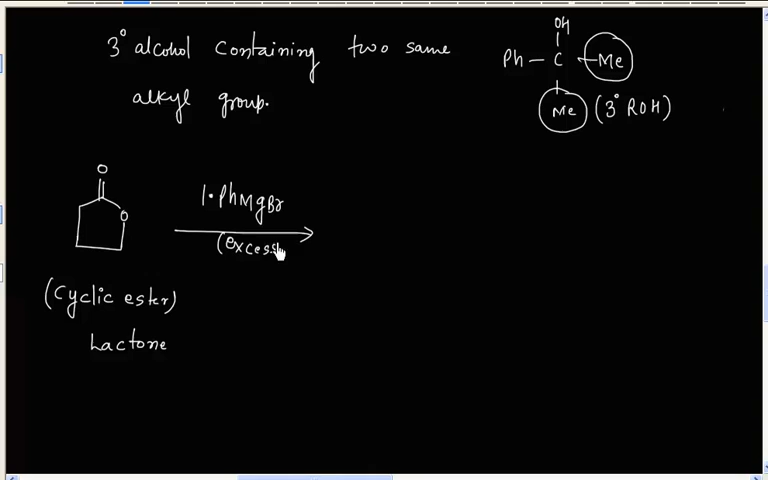 3° alcohol containing two same
alkyl group.
OH
Ph — C — Me
Me (3° ROH)
O
O
1. PhMgBr
(excess
(Cyclic ester)
Lactone